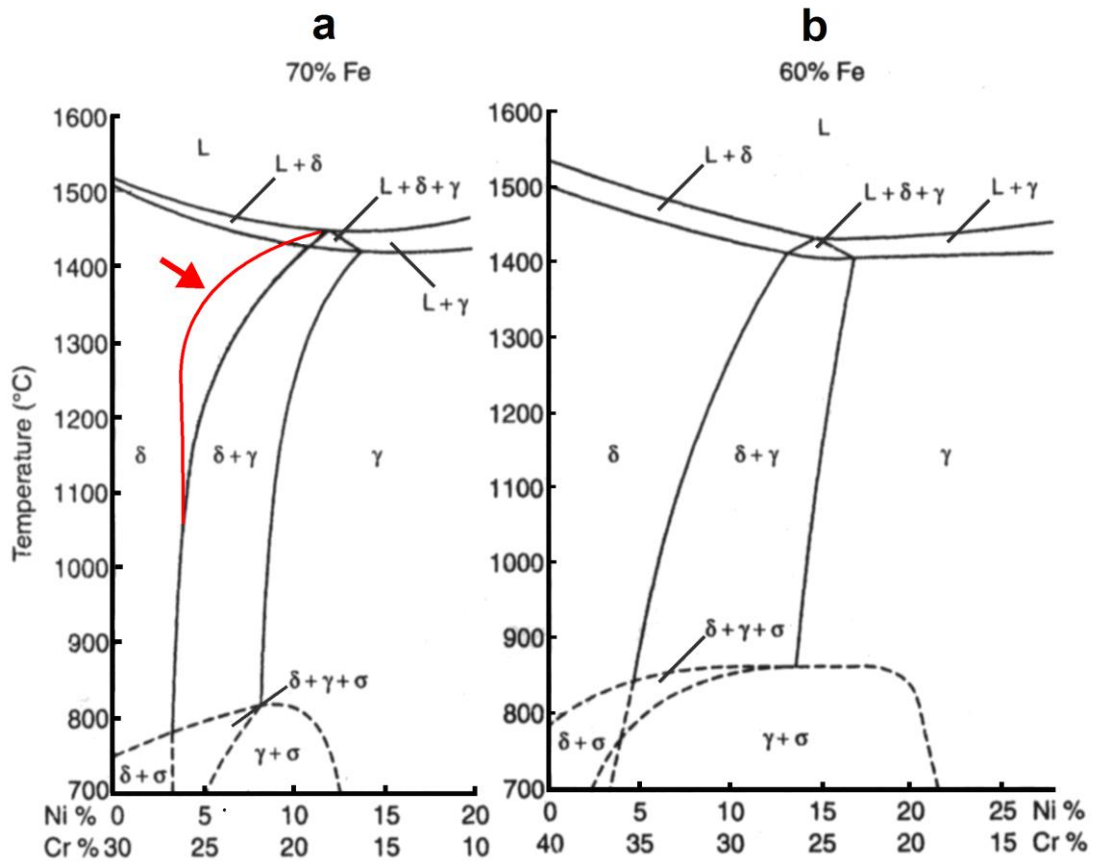 a
70% Fe
Temperature (°C)
1600
1500
1400
1300
1200
1100
1000
900
800
700
L
L + δ
L + δ + γ
L + γ
δ
δ + γ
γ
δ + γ + σ
δ + σ
γ + σ
Ni % 0 5 10 15 20
Cr % 30 25 20 15 10
b
60% Fe
1600
1500
1400
1300
1200
1100
1000
900
800
700
L
L + δ
L + δ + γ
L + γ
δ
δ + γ
γ
δ + γ + σ
δ + σ
γ + σ
0 5 10 15 20 25 Ni %
40 35 30 25 20 15 Cr %